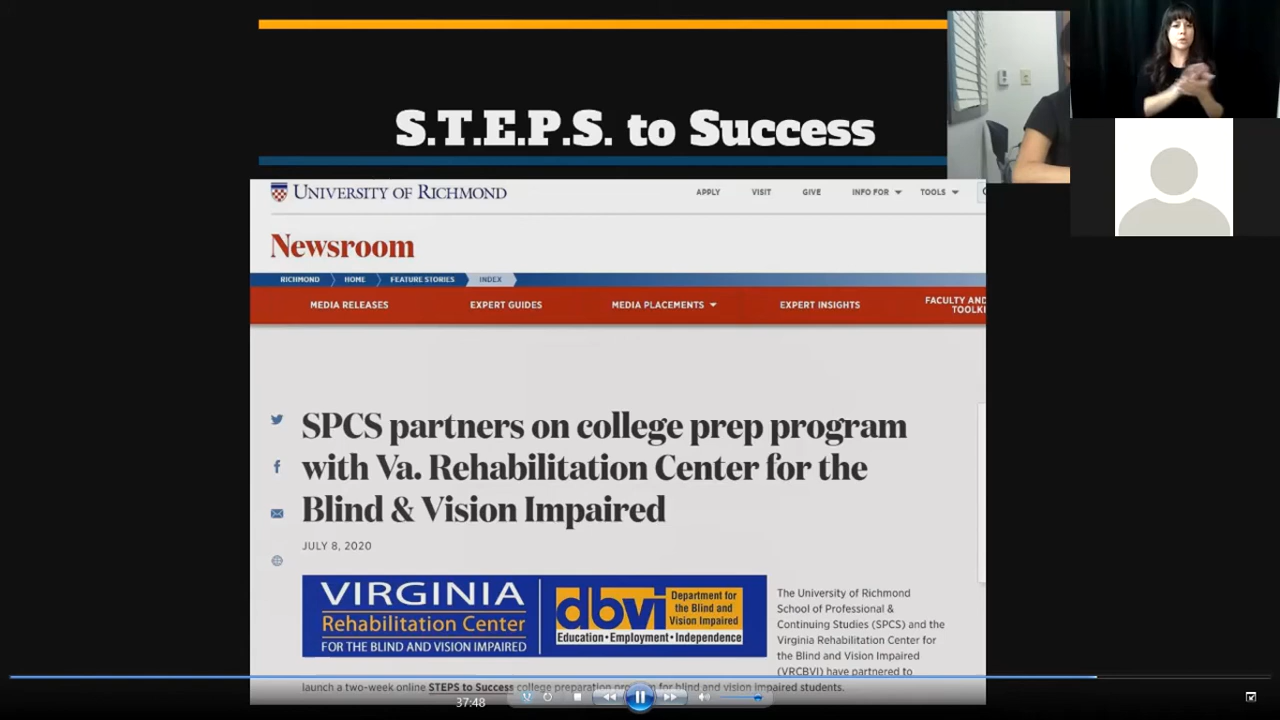 S.T.E.P.S. to Success
UNIVERSITY OF RICHMOND
APPLY VISIT GIVE INFO FOR TOOLS
Newsroom
RICHMOND HOME FEATURE STORIES INDEX
MEDIA RELEASES EXPERT GUIDES MEDIA PLACEMENTS EXPERT INSIGHTS FACULTY AND
SPCS partners on college prep program
with Va. Rehabilitation Center for the
Blind & Vision Impaired
JULY 8, 2020
VIRGINIA
Rehabilitation Center
FOR THE BLIND AND VISION IMPAIRED
dbvi
Department for
the Blind and
Vision Impaired
Education•Employment•Independence
The University of Richmond
School of Professional &
Continuing Studies (SPCS) and the
Virginia Rehabilitation Center for
the Blind and Vision Impaired
(VRCBVI) have partnered to
launch a two-week online STEPS to Success college preparation program for blind and vision impaired students.
37:48